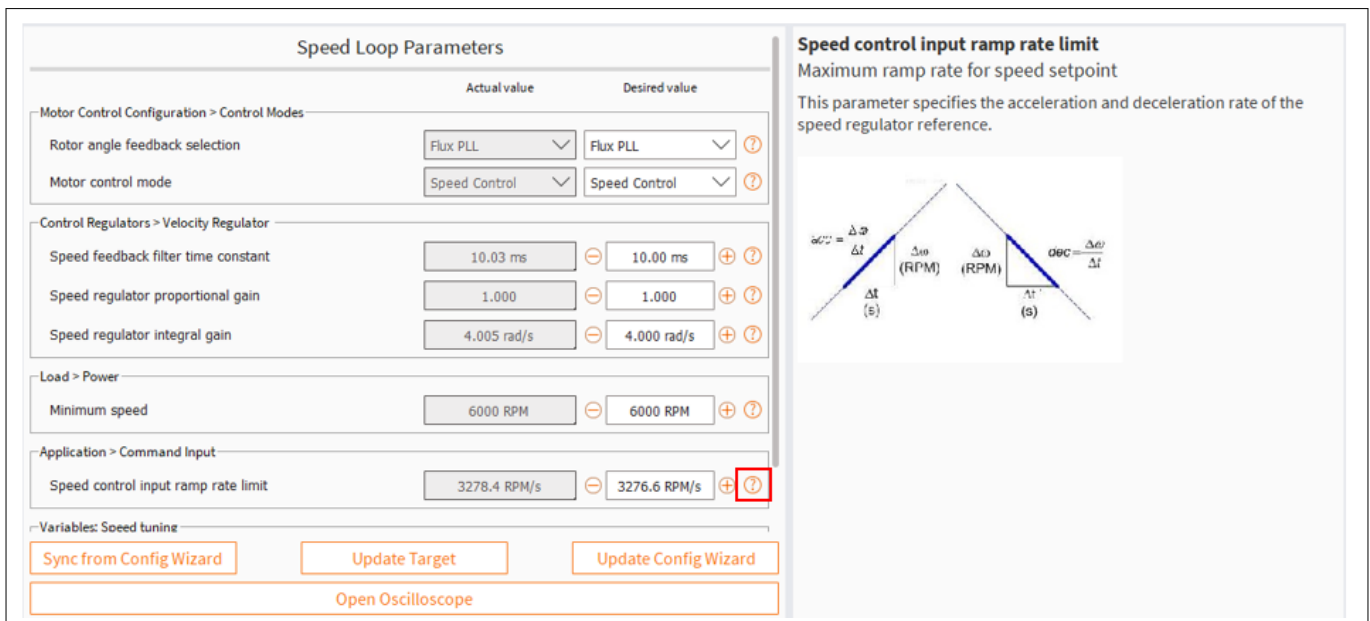 Speed Loop Parameters
Actual value Desired value
Motor Control Configuration > Control Modes
Rotor angle feedback selection Flux PLL Flux PLL ?
Motor control mode Speed Control Speed Control ?
Control Regulators > Velocity Regulator
Speed feedback filter time constant 10.03 ms 10.00 ms ?
Speed regulator proportional gain 1.000 1.000 ?
Speed regulator integral gain 4.005 rad/s 4.000 rad/s ?
Load > Power
Minimum speed 6000 RPM 6000 RPM ?
Application > Command Input
Speed control input ramp rate limit 3278.4 RPM/s 3276.6 RPM/s ?
Variables: Speed tuning
Sync from Config Wizard Update Target Update Config Wizard
Open Oscilloscope
Speed control input ramp rate limit
Maximum ramp rate for speed setpoint
This parameter specifies the acceleration and deceleration rate of the
speed regulator reference.
acc = Δω/Δt
Δω
(RPM)
Δt
(s)
Δω
(RPM)
Δt
(s)
dec = Δω/Δt